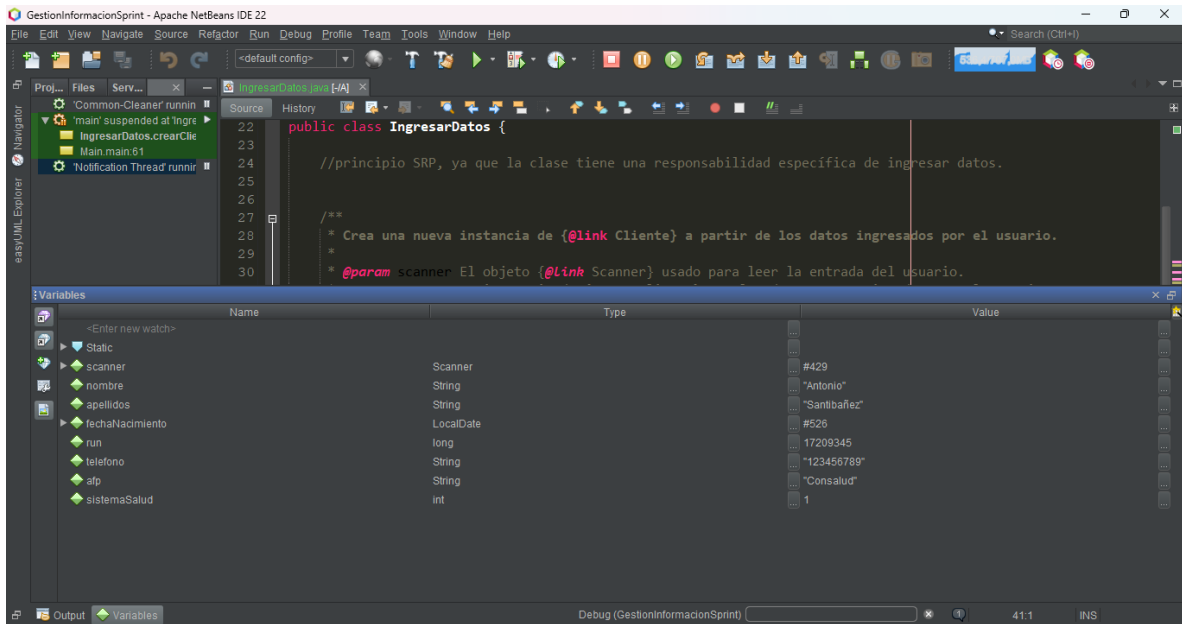 GestionInformacionSprint - Apache NetBeans IDE 22
File Edit View Navigate Source Refactor Run Debug Profile Team Tools Window Help
Search (Ctrl+I)
<default config>
Proj... Files Serv...
IngresarDatos.java [-/A]
'Common-Cleaner' runnin
'main' suspended at 'Ingre
IngresarDatos.crearClie
Main.main:61
'Notification Thread' runnin
Navigator
easyUML Explorer
Source History
22 public class IngresarDatos {
23
24 //principio SRP, ya que la clase tiene una responsabilidad específica de ingresar datos.
25
26
27 /**
28 * Crea una nueva instancia de {@link Cliente} a partir de los datos ingresados por el usuario.
29 *
30 * @param scanner El objeto {@link Scanner} usado para leer la entrada del usuario.
Variables
Name Type Value
<Enter new watch>
Static
scanner Scanner #429
nombre String "Antonio"
apellidos String "Santibañez"
fechaNacimiento LocalDate #526
run long 17209345
telefono String "123456789"
afp String "Consalud"
sistemaSalud int 1
Output Variables
Debug (GestionInformacionSprint)
1
41:1 INS